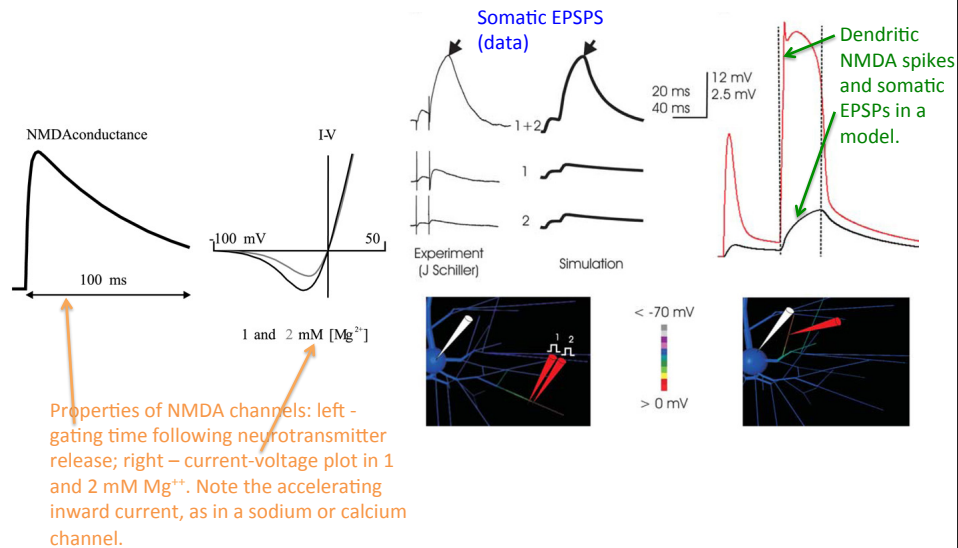 Somatic EPSPS
(data)
Dendritic
NMDA spikes
and somatic
EPSPs in a
model.
12 mV
20 ms
2.5 mV
40 ms
1+2
1
2
Experiment
(J Schiller)
Simulation
NMDAconductance
I-V
-100 mV
50
100 ms
1 and 2 mM [Mg²⁺]
1
2
< -70 mV
> 0 mV
Properties of NMDA channels: left -
gating time following neurotransmitter
release; right – current-voltage plot in 1
and 2 mM Mg⁺⁺. Note the accelerating
inward current, as in a sodium or calcium
channel.